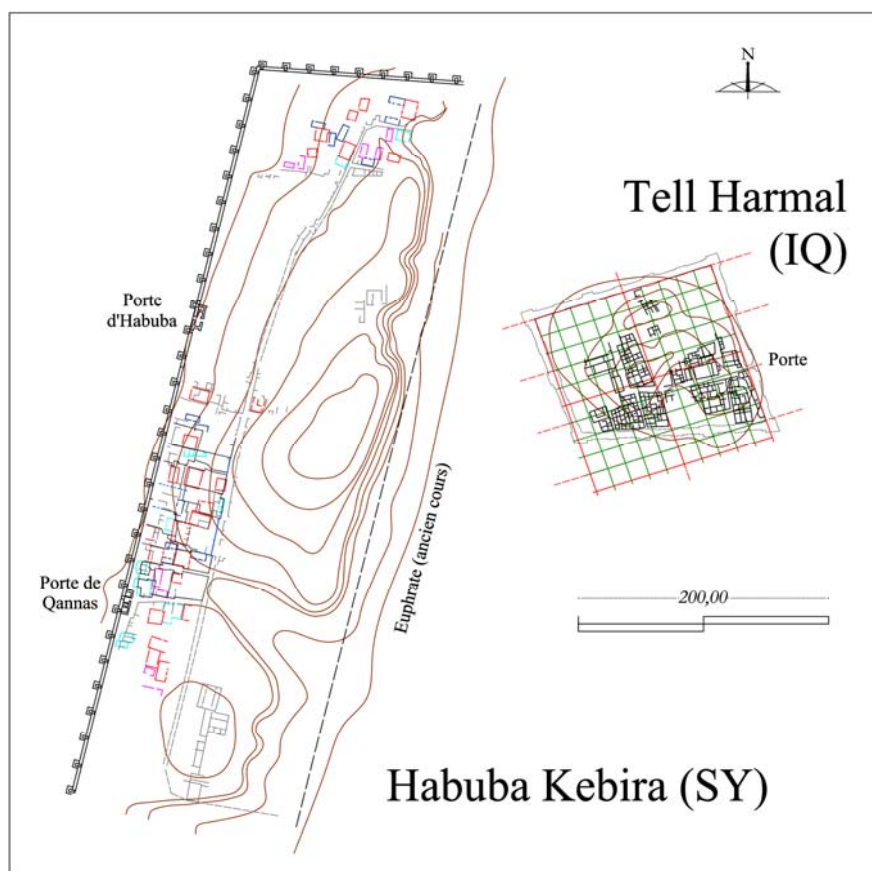 N
Tell Harmal
(IQ)
Porte
d'Habuba
Porte
Porte de
Qannas
Euphrate (ancien cours)
200,00
Habuba Kebira (SY)